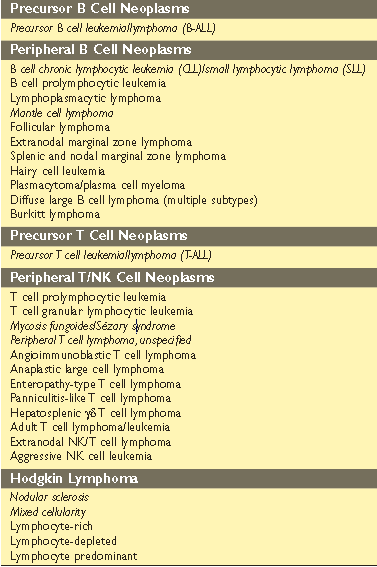 Precursor B Cell Neoplasms
Precursor B cell leukemia/lymphoma (B-ALL)
Peripheral B Cell Neoplasms
B cell chronic lymphocytic leukemia (CLL)/small lymphocytic lymphoma (SLL)
B cell prolymphocytic leukemia
Lymphoplasmacytic lymphoma
Mantle cell lymphoma
Follicular lymphoma
Extranodal marginal zone lymphoma
Splenic and nodal marginal zone lymphoma
Hairy cell leukemia
Plasmacytoma/plasma cell myeloma
Diffuse large B cell lymphoma (multiple subtypes)
Burkitt lymphoma
Precursor T Cell Neoplasms
Precursor T cell leukemia/lymphoma (T-ALL)
Peripheral T/NK Cell Neoplasms
T cell prolymphocytic leukemia
T cell granular lymphocytic leukemia
Mycosis fungoides/Sézary syndrome
Peripheral T cell lymphoma, unspecified
Angioimmunoblastic T cell lymphoma
Anaplastic large cell lymphoma
Enteropathy-type T cell lymphoma
Panniculitis-like T cell lymphoma
Hepatosplenic γδ T cell lymphoma
Adult T cell lymphoma/leukemia
Extranodal NK/T cell lymphoma
Aggressive NK cell leukemia
Hodgkin Lymphoma
Nodular sclerosis
Mixed cellularity
Lymphocyte-rich
Lymphocyte-depleted
Lymphocyte predominant